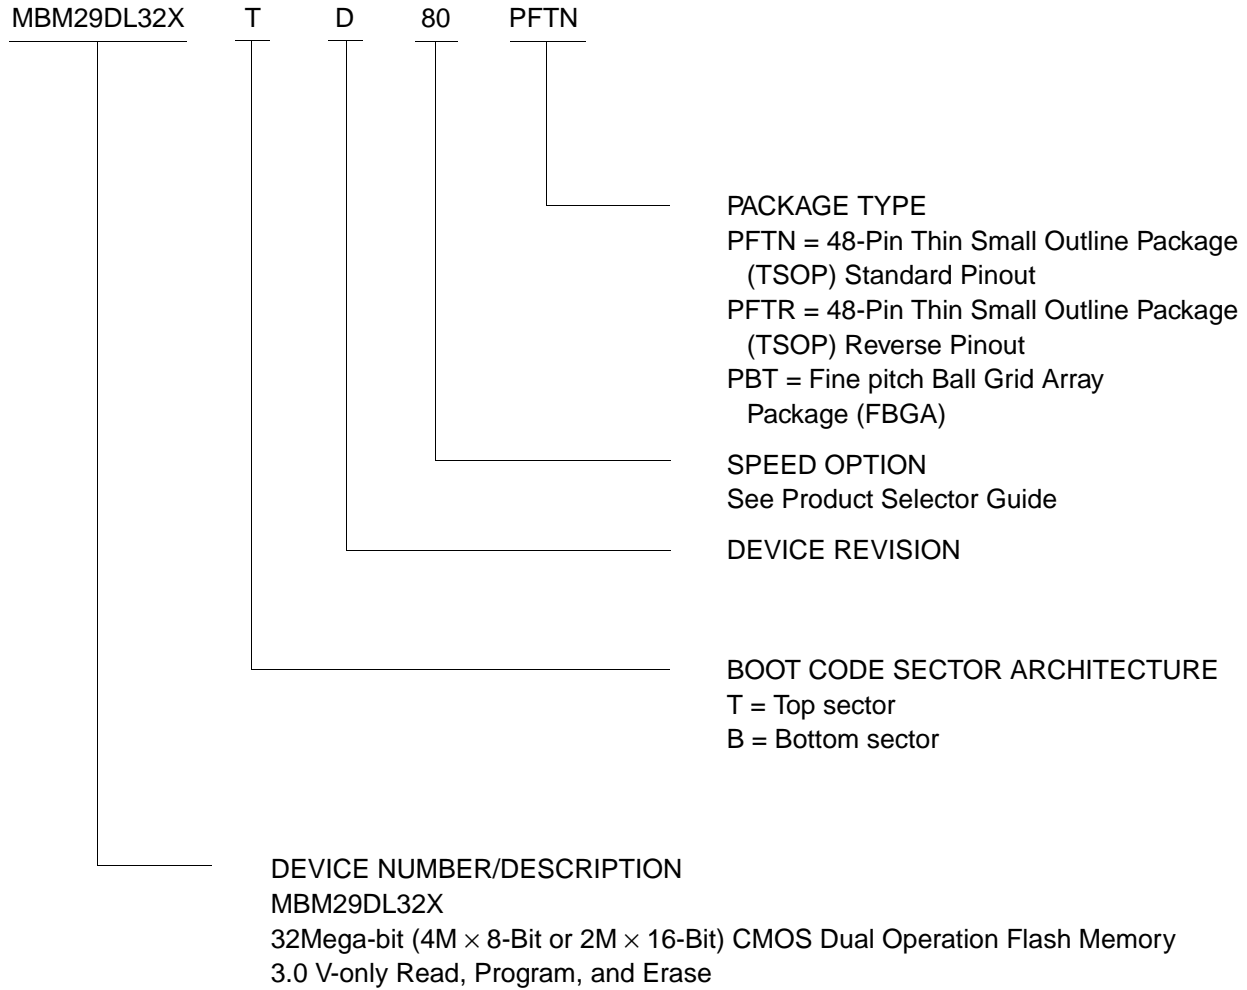 MBM29DL32X T D 80 PFTN
PACKAGE TYPE
PFTN = 48-Pin Thin Small Outline Package
(TSOP) Standard Pinout
PFTR = 48-Pin Thin Small Outline Package
(TSOP) Reverse Pinout
PBT = Fine pitch Ball Grid Array
Package (FBGA)
SPEED OPTION
See Product Selector Guide
DEVICE REVISION
BOOT CODE SECTOR ARCHITECTURE
T = Top sector
B = Bottom sector
DEVICE NUMBER/DESCRIPTION
MBM29DL32X
32Mega-bit (4M × 8-Bit or 2M × 16-Bit) CMOS Dual Operation Flash Memory
3.0 V-only Read, Program, and Erase